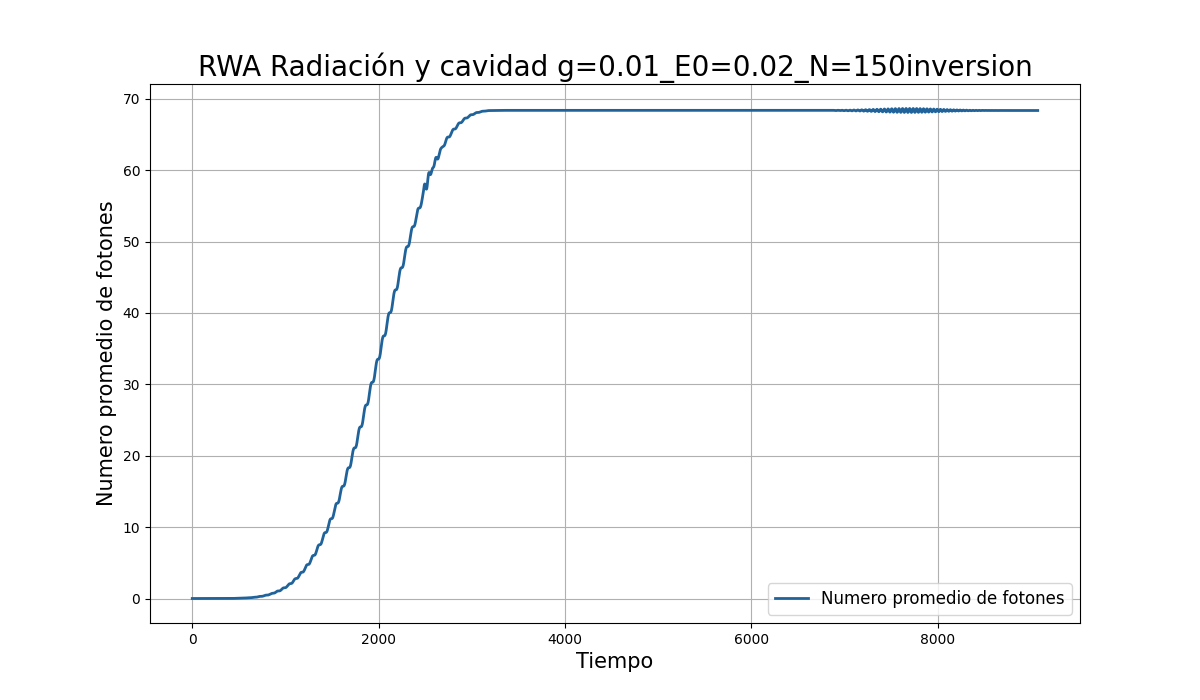 RWA Radiación y cavidad g=0.01_E0=0.02_N=150inversion
Numero promedio de fotones
70
60
50
40
30
20
10
0
Numero promedio de fotones
0 2000 4000 6000 8000
Tiempo